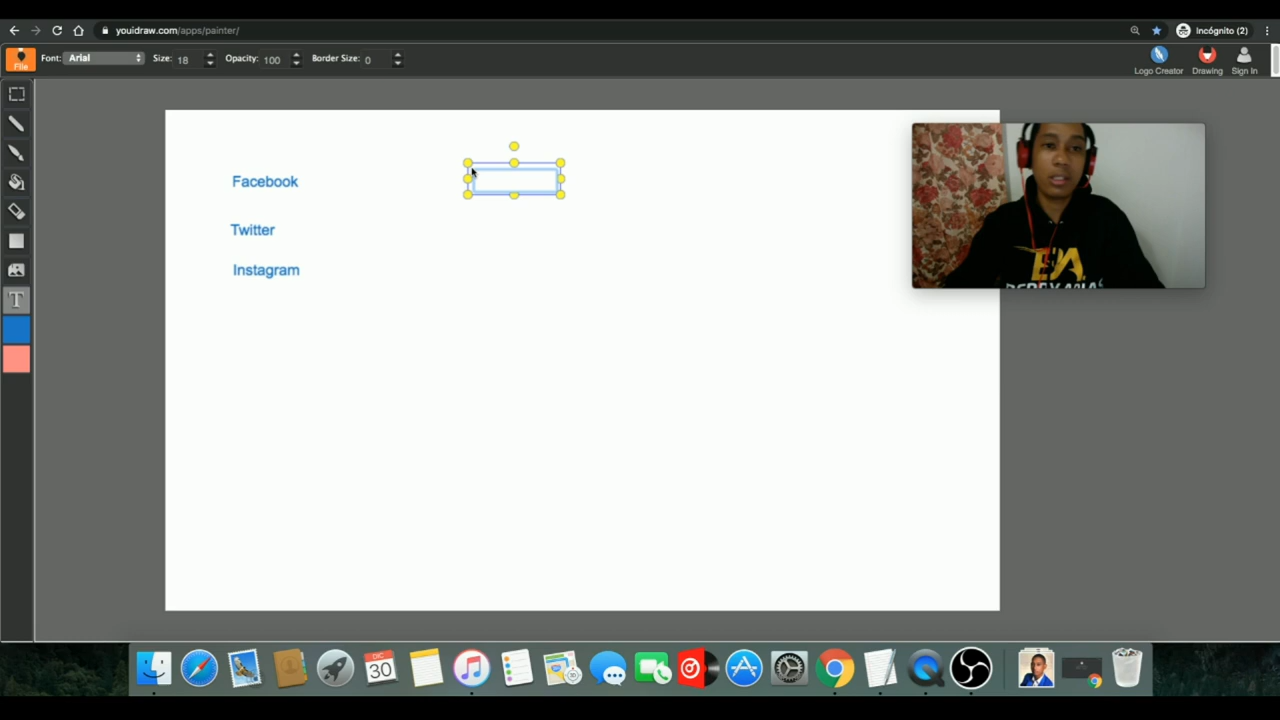 youidraw.com/apps/painter/
Incógnito (2)
File
Font: Arial
Size: 18
Opacity: 100
Border Size: 0
Logo Creator
Drawing
Sign In
Facebook
Twitter
Instagram
T
DIC
30